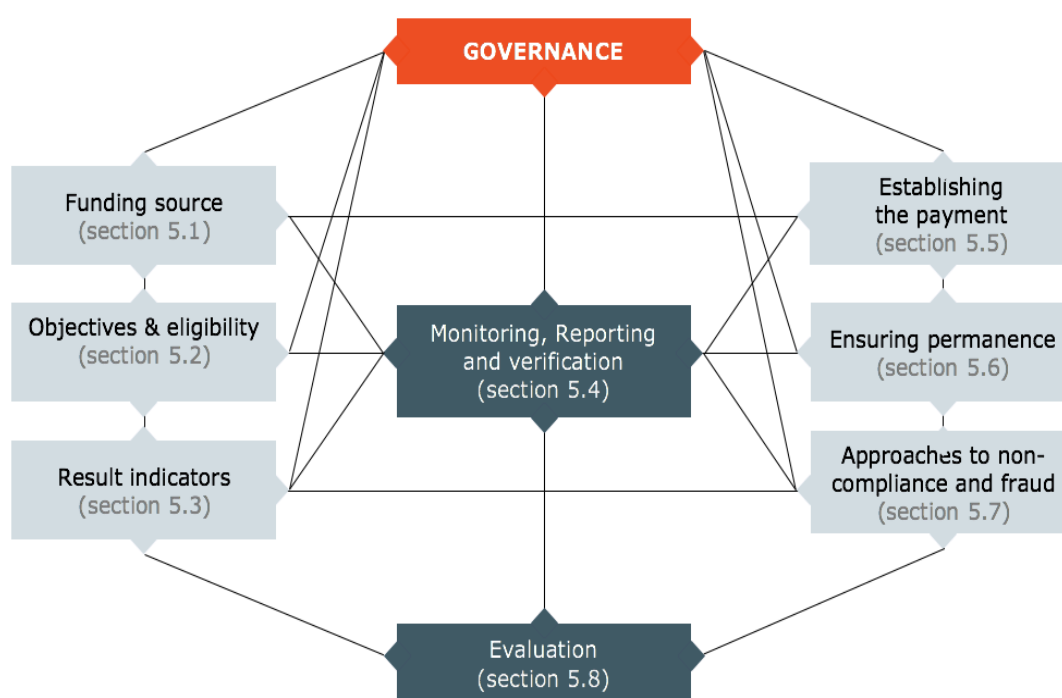 GOVERNANCE
Funding source
(section 5.1)
Objectives & eligibility
(section 5.2)
Result indicators
(section 5.3)
Monitoring, Reporting
and verification
(section 5.4)
Establishing
the payment
(section 5.5)
Ensuring permanence
(section 5.6)
Approaches to non-
compliance and fraud
(section 5.7)
Evaluation
(section 5.8)